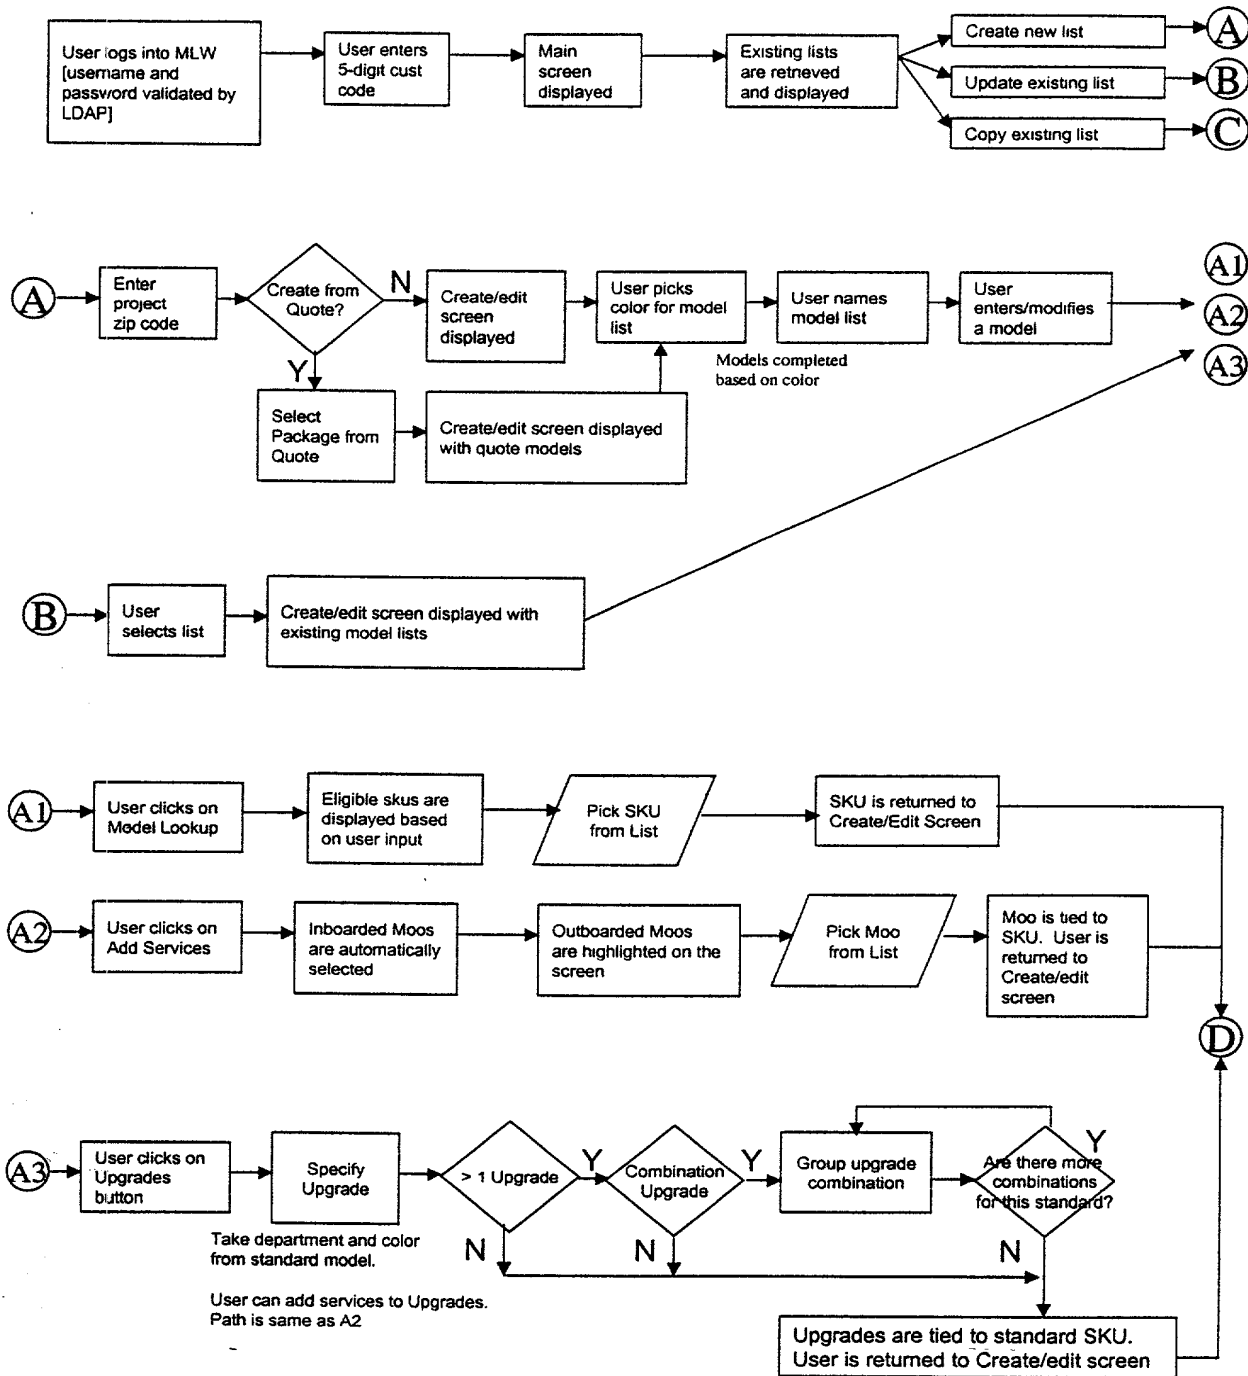 User logs into MLW
[username and
password validated by
LDAP]
User enters
5-digit cust
code
Main
screen
displayed
Existing lists
are retrieved
and displayed
Create new list
A
Update existing list
B
Copy existing list
C
A
Enter
project
zip code
Create from
Quote?
N
Y
Create/edit
screen
displayed
User picks
color for model
list
Models completed
based on color
User names
model list
User
enters/modifies
a model
A1
A2
A3
Select
Package from
Quote
Create/edit screen displayed
with quote models
B
User
selects list
Create/edit screen displayed with
existing model lists
A1
User clicks on
Model Lookup
Eligible skus are
displayed based
on user input
Pick SKU
from List
SKU is returned to
Create/Edit Screen
A2
User clicks on
Add Services
Inboarded Moos
are automatically
selected
Outboarded Moos
are highlighted on the
screen
Pick Moo
from List
Moo is tied to
SKU. User is
returned to
Create/edit
screen
D
A3
User clicks on
Upgrades
button
Specify
Upgrade
Take department and color
from standard model.
User can add services to Upgrades.
Path is same as A2
> 1 Upgrade
Y
N
Combination
Upgrade
Y
N
Group upgrade
combination
Are there more
combinations
for this standard?
Y
N
Upgrades are tied to standard SKU.
User is returned to Create/edit screen